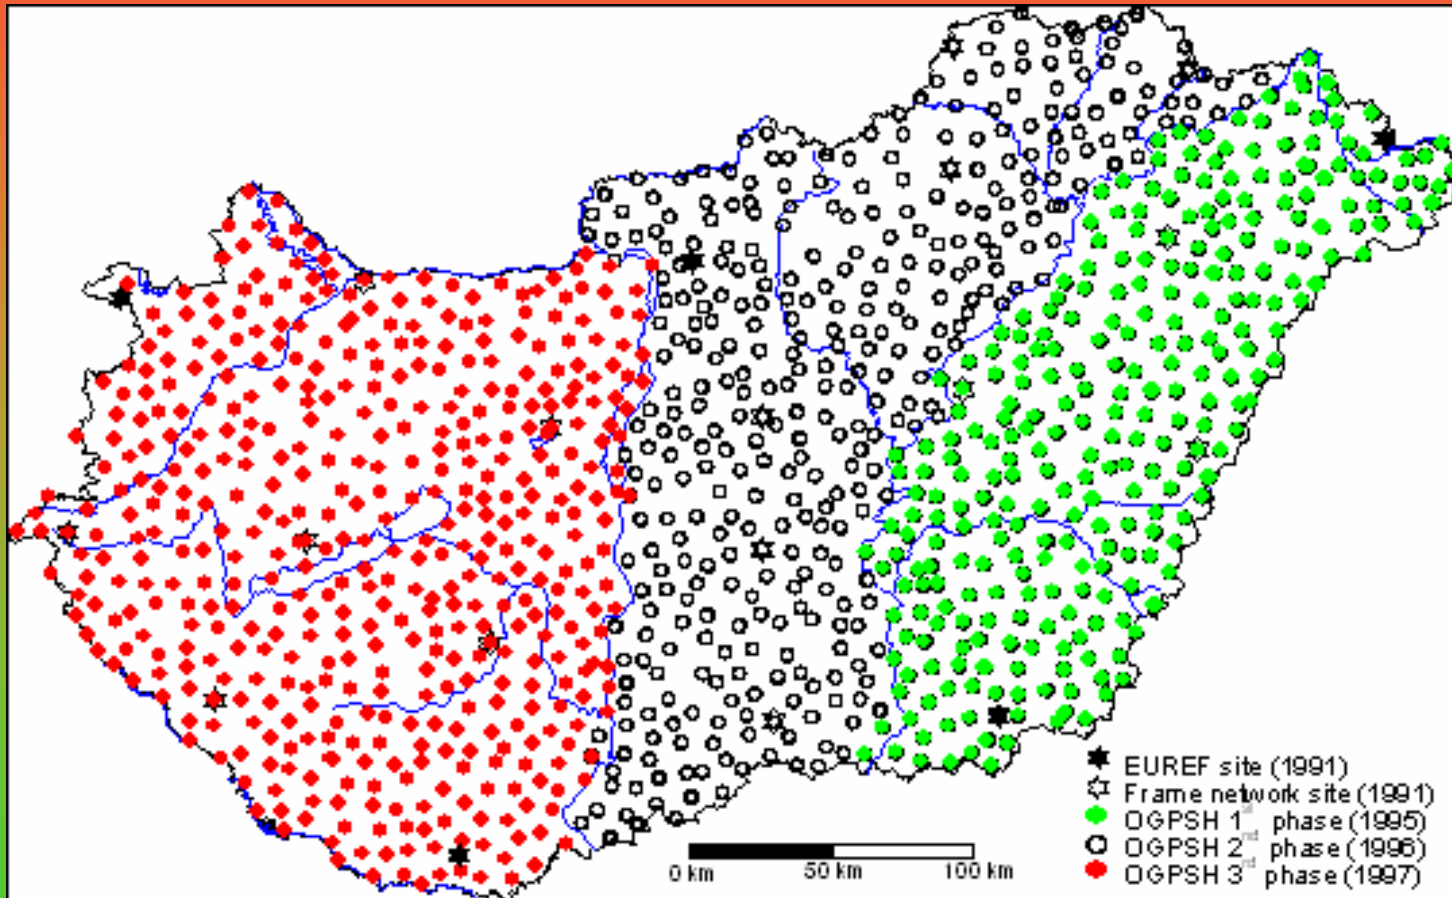 EUREF site (1991)
Frame network site (1991)
OGPSH 1st phase (1995)
OGPSH 2nd phase (1996)
OGPSH 3rd phase (1997)
0 km 50 km 100 km